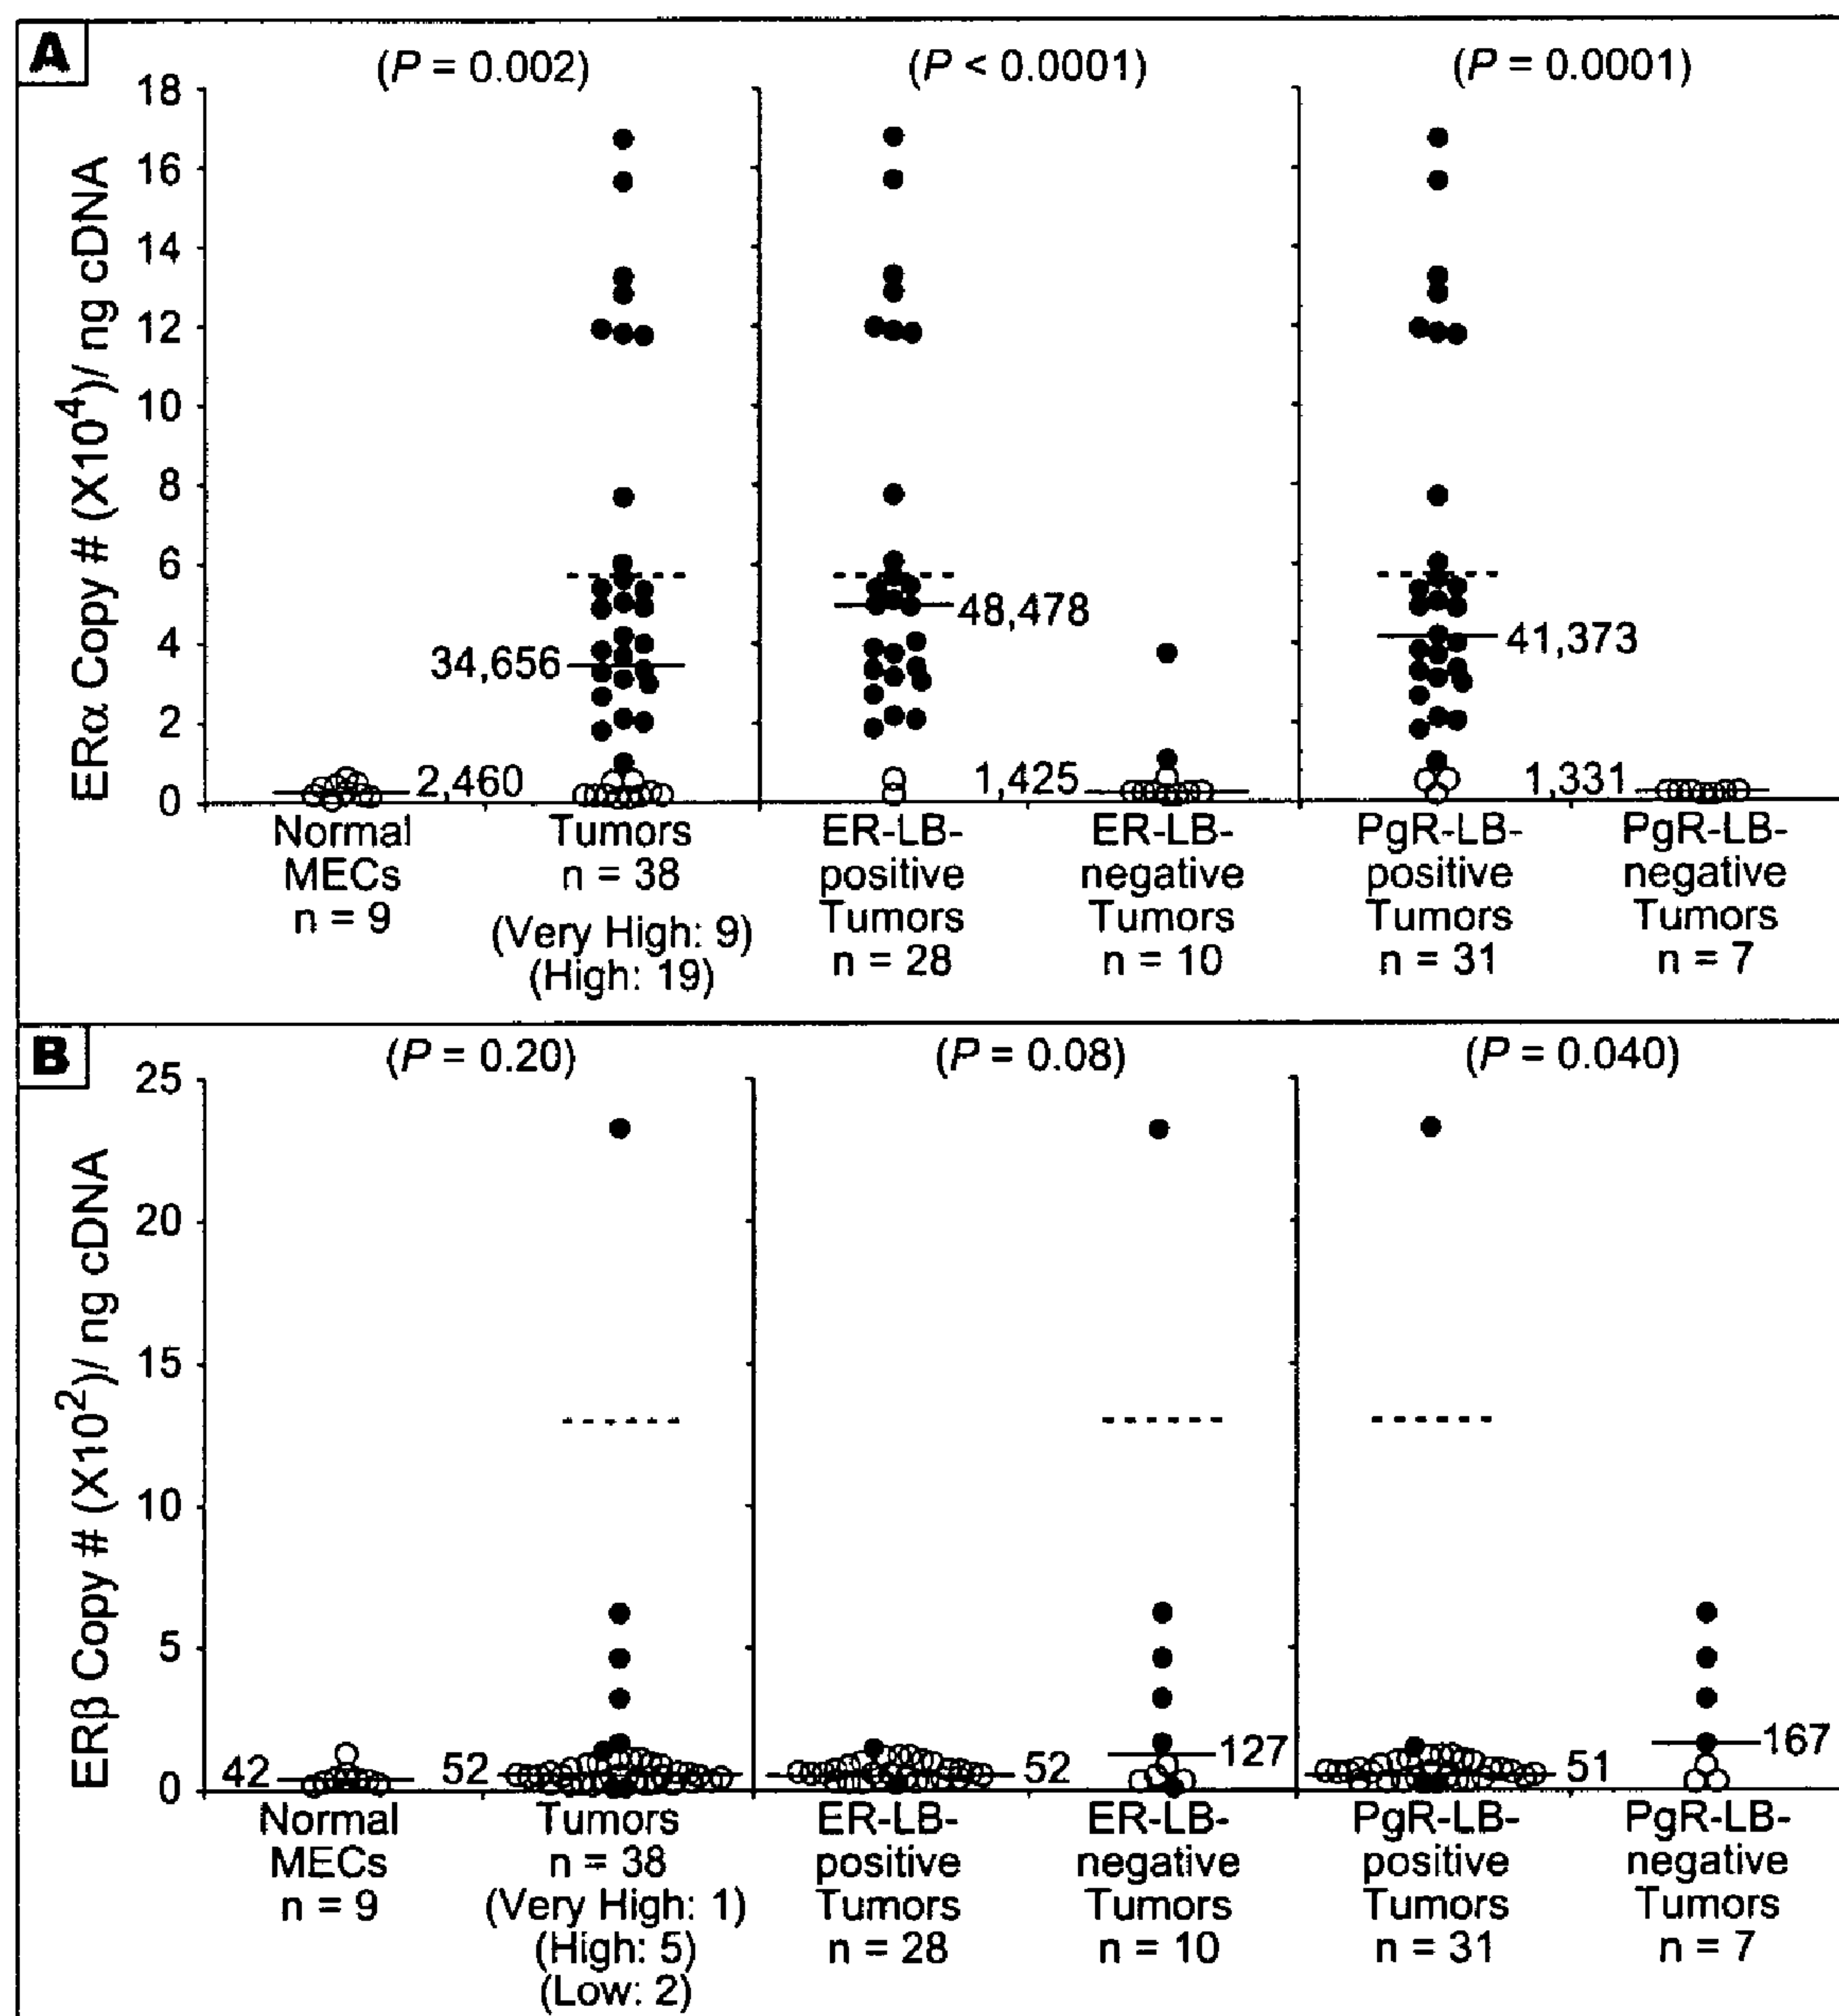 A
(P = 0.002)
(P < 0.0001)
(P = 0.0001)
ERα Copy # (X10⁴)/ ng cDNA
18
16
14
12
10
8
6
4
2
0
34,656
2,460
48,478
1,425
41,373
1,331
Normal
MECs
n = 9
Tumors
n = 38
(Very High: 9)
(High: 19)
ER-LB-
positive
Tumors
n = 28
ER-LB-
negative
Tumors
n = 10
PgR-LB-
positive
Tumors
n = 31
PgR-LB-
negative
Tumors
n = 7
B
(P = 0.20)
(P = 0.08)
(P = 0.040)
ERβ Copy # (X10²)/ ng cDNA
25
20
15
10
5
0
42
52
52
127
51
167
Normal
MECs
n = 9
Tumors
n = 38
(Very High: 1)
(High: 5)
(Low: 2)
ER-LB-
positive
Tumors
n = 28
ER-LB-
negative
Tumors
n = 10
PgR-LB-
positive
Tumors
n = 31
PgR-LB-
negative
Tumors
n = 7